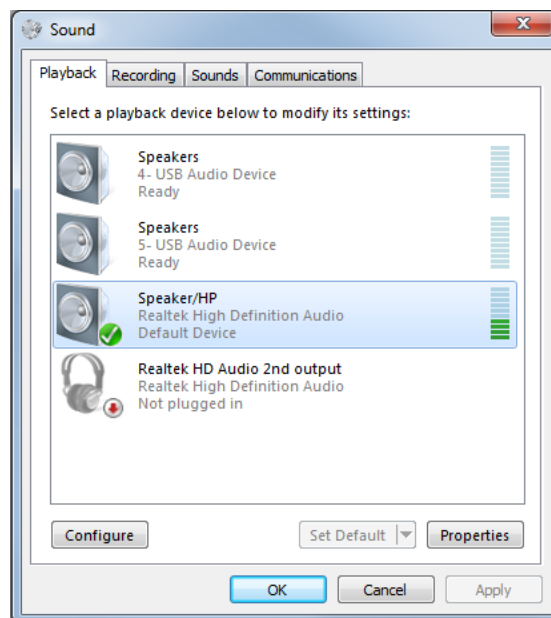 Sound
Playback Recording Sounds Communications
Select a playback device below to modify its settings:
Speakers
4- USB Audio Device
Ready
Speakers
5- USB Audio Device
Ready
Speaker/HP
Realtek High Definition Audio
Default Device
Realtek HD Audio 2nd output
Realtek High Definition Audio
Not plugged in
Configure Set Default Properties
OK Cancel Apply